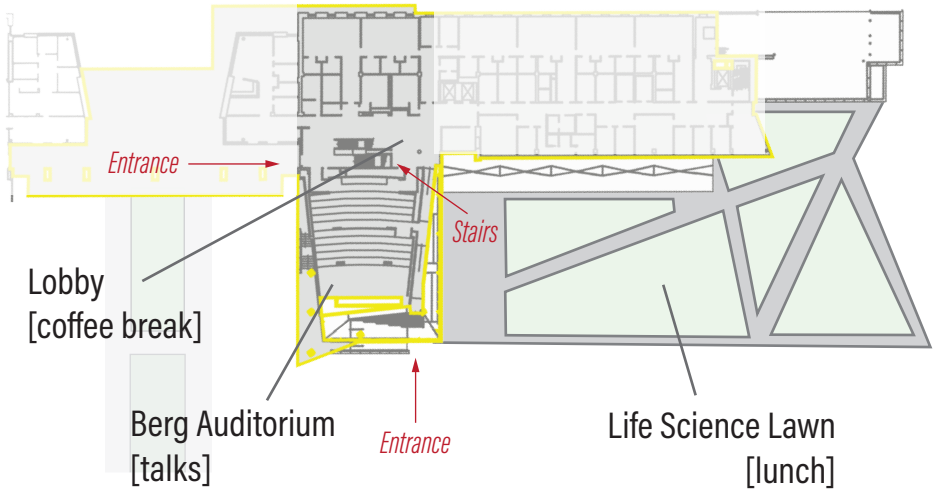 Entrance
Stairs
Lobby
[coffee break]
Berg Auditorium
[talks]
Entrance
Life Science Lawn
[lunch]